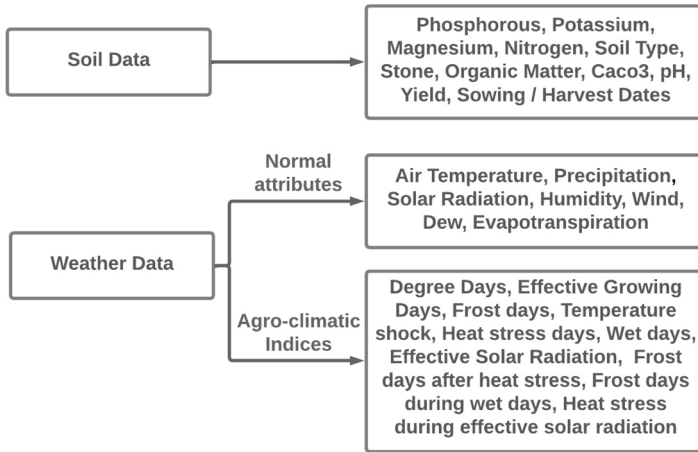 Soil Data
Phosphorous, Potassium,
Magnesium, Nitrogen, Soil Type,
Stone, Organic Matter, Caco3, pH,
Yield, Sowing / Harvest Dates
Weather Data
Normal
attributes
Air Temperature, Precipitation,
Solar Radiation, Humidity, Wind,
Dew, Evapotranspiration
Agro-climatic
Indices
Degree Days, Effective Growing
Days, Frost days, Temperature
shock, Heat stress days, Wet days,
Effective Solar Radiation,  Frost
days after heat stress, Frost days
during wet days, Heat stress
during effective solar radiation